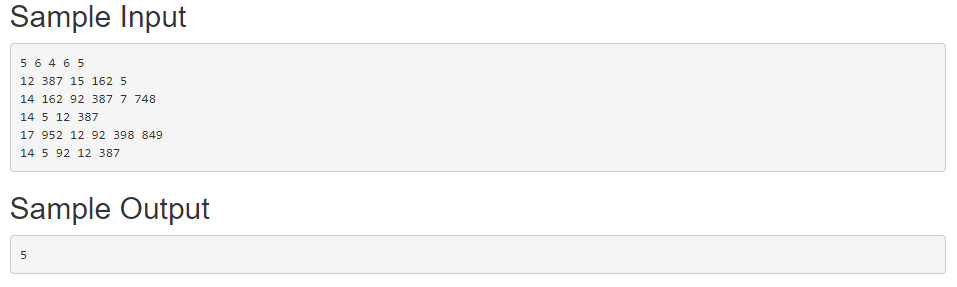 Sample Input
5 6 4 6 5
12 387 15 162 5
14 162 92 387 7 748
14 5 12 387
17 952 12 92 398 849
14 5 92 12 387
Sample Output
5